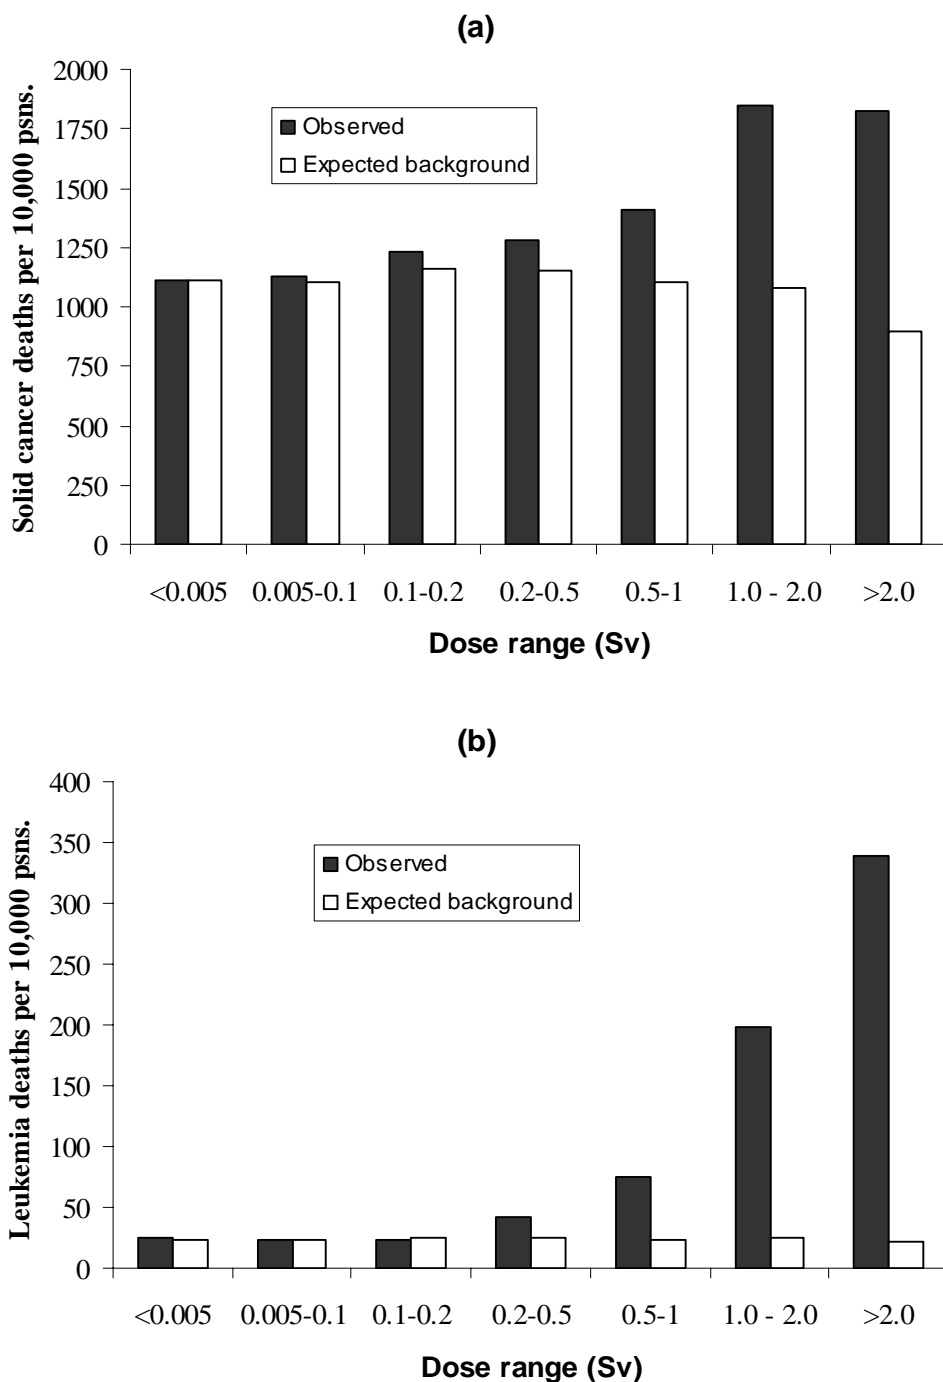 (a)
Solid cancer deaths per 10,000 psns.
2000
1750
1500
1250
1000
750
500
250
0
Observed
Expected background
<0.005 0.005-0.1 0.1-0.2 0.2-0.5 0.5-1 1.0 - 2.0 >2.0
Dose range (Sv)
(b)
Leukemia deaths per 10,000 psns.
400
350
300
250
200
150
100
50
0
Observed
Expected background
<0.005 0.005-0.1 0.1-0.2 0.2-0.5 0.5-1 1.0 - 2.0 >2.0
Dose range (Sv)